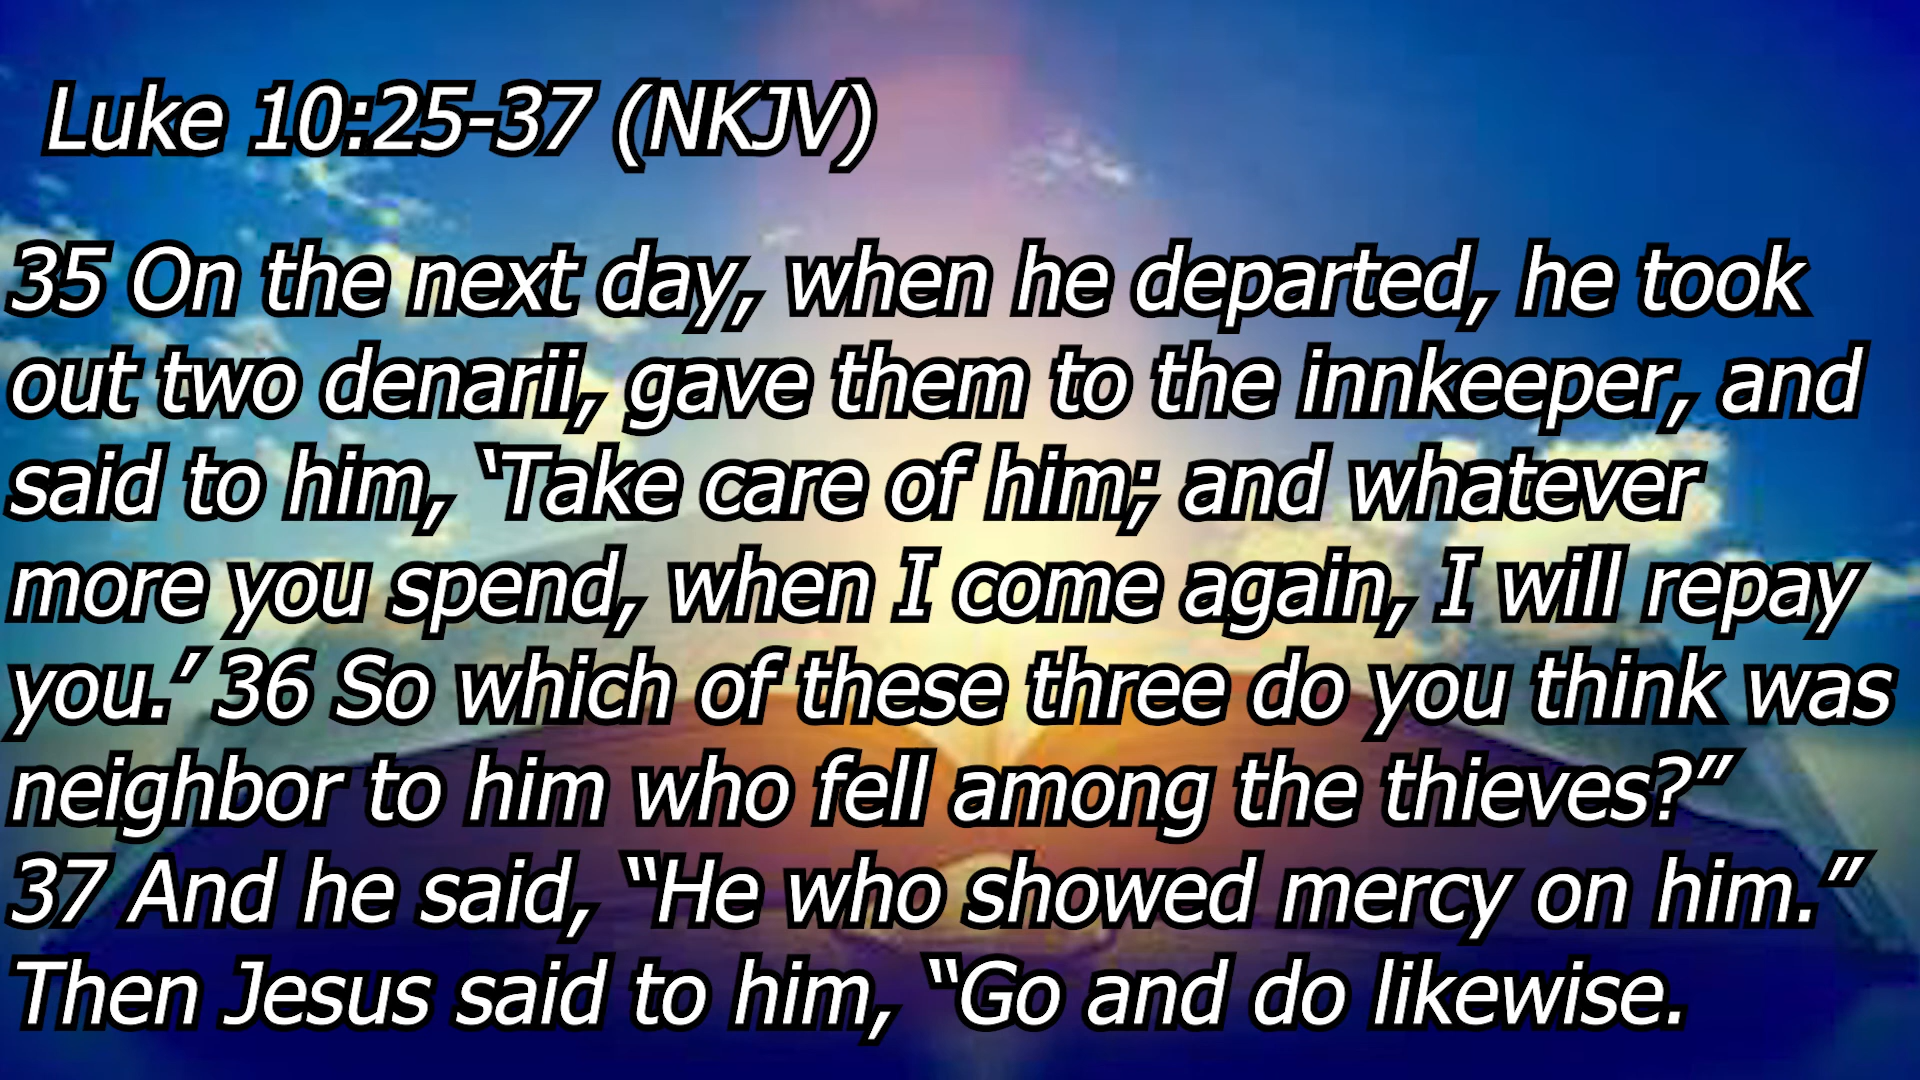 Luke 10:25-37 (NKJV)
35 On the next day, when he departed, he took
out two denarii, gave them to the innkeeper, and
said to him, ‘Take care of him; and whatever
more you spend, when I come again, I will repay
you.’ 36 So which of these three do you think was
neighbor to him who fell among the thieves?”
37 And he said, “He who showed mercy on him.”
Then Jesus said to him, “Go and do likewise.